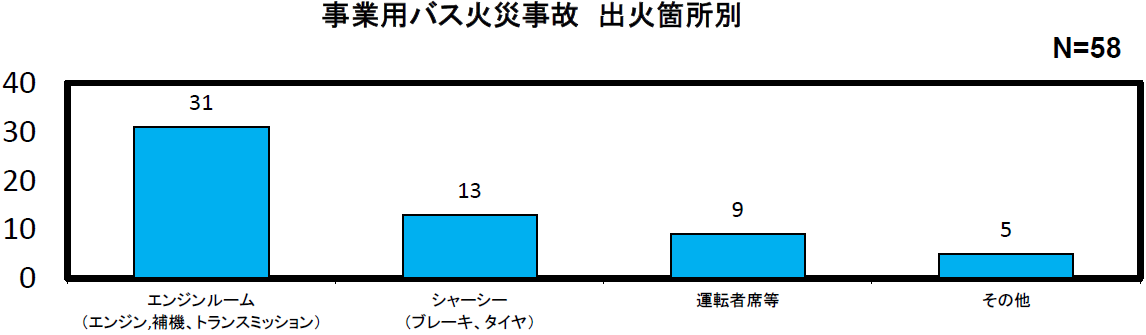 事業用バス火災事故 出火箇所別
N=58
40
30
20
10
0
31
13
9
5
エンジンルーム
（エンジン,補機、トランスミッション）
シャーシー
（ブレーキ、タイヤ）
運転者席等
その他